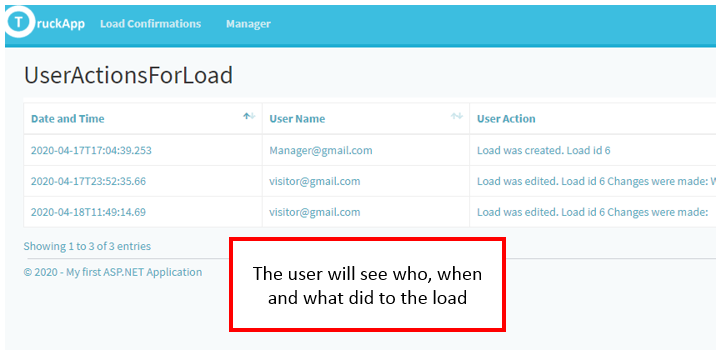 TruckApp Load Confirmations Manager
UserActionsForLoad
Date and Time User Name User Action
2020-04-17T17:04:39.253 Manager@gmail.com Load was created. Load id 6
2020-04-17T23:52:35.66 visitor@gmail.com Load was edited. Load id 6 Changes were made: W
2020-04-18T11:49:14.69 visitor@gmail.com Load was edited. Load id 6 Changes were made:
Showing 1 to 3 of 3 entries
© 2020 - My first ASP.NET Application
The user will see who, when
and what did to the load